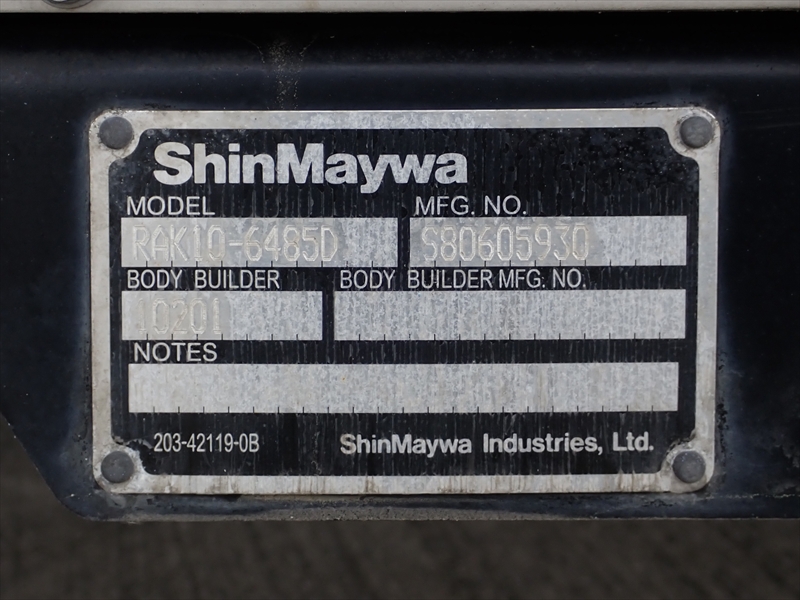 ShinMaywa
MODEL MFG. NO.
RAK10-6485D S80605930
BODY BUILDER BODY BUILDER MFG. NO.
10201
NOTES
203-42119-0B ShinMaywa Industries, Ltd.